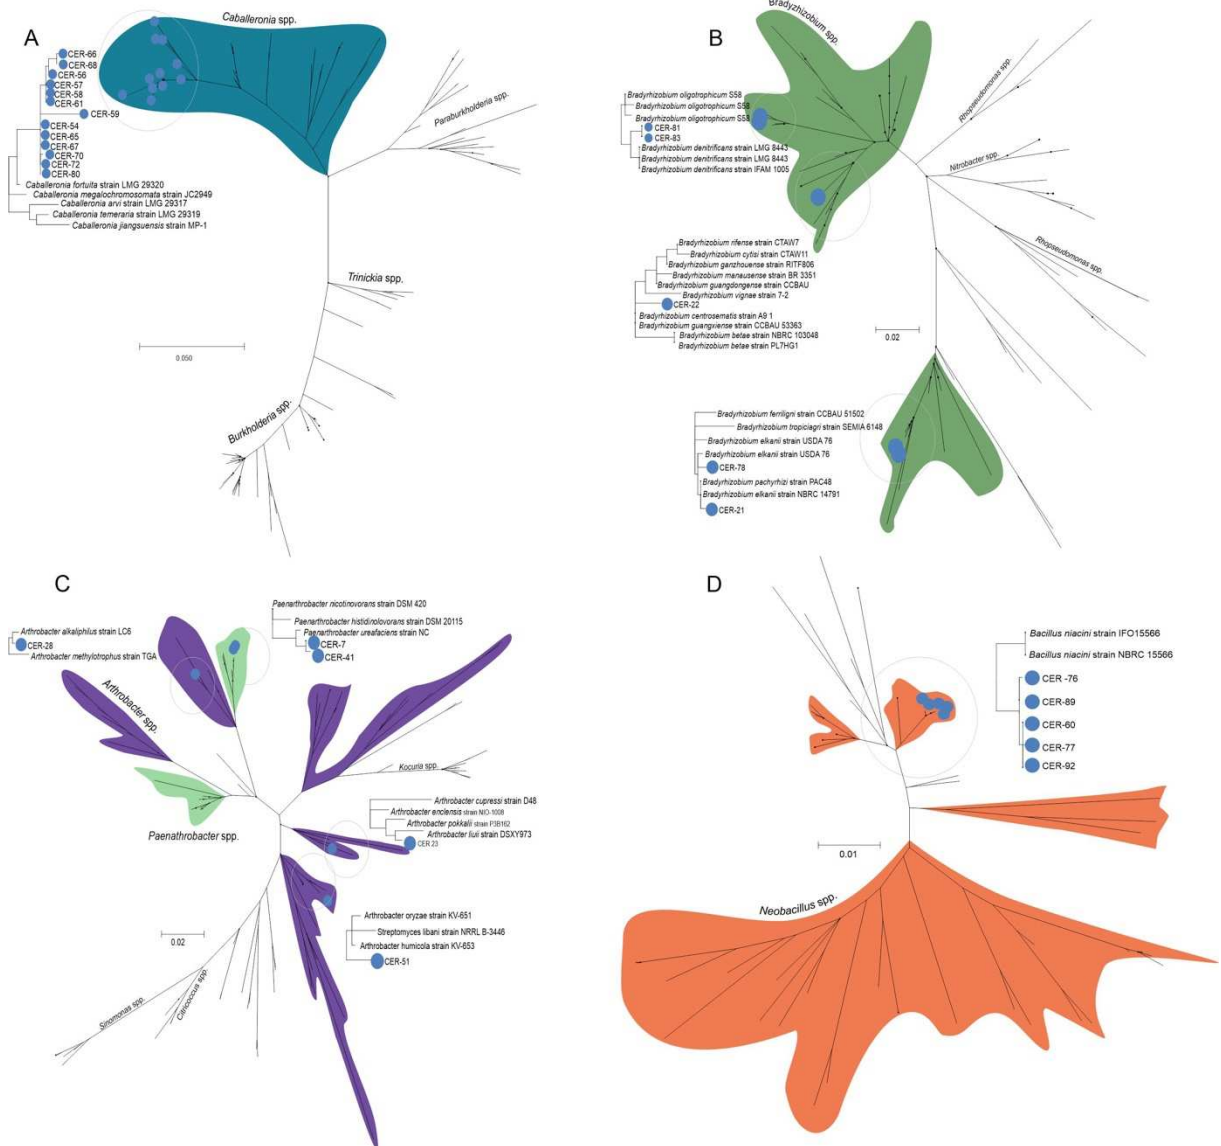 A
Caballeronia spp.
CER-66
CER-68
CER-56
CER-57
CER-58
CER-61
CER-59
CER-54
CER-65
CER-67
CER-70
CER-72
CER-80
Caballeronia fortuita strain LMG 29320
Caballeronia megalochromosomata strain JC2949
Caballeronia arvi strain LMG 29317
Caballeronia temeraria strain LMG 29319
Caballeronia jiangsuensis strain MP-1
Paraburkholderia spp.
Trinickia spp.
0.050
Burkholderia spp.
B
Bradyzhizobium spp.
Bradyrhizobium oligotrophicum S58
Bradyrhizobium oligotrophicum S58
Bradyrhizobium oligotrophicum S58
CER-81
CER-83
Bradyrhizobium denitrificans strain LMG 8443
Bradyrhizobium denitrificans strain LMG 8443
Bradyrhizobium denitrificans strain IFAM 1005
Rhopseudomonas spp.
Nitrobacter spp.
Rhopseudomonas spp.
Bradyrhizobium rifense strain CTAW7
Bradyrhizobium cytisi strain CTAW11
Bradyrhizobium ganzhouense strain RITF806
Bradyrhizobium manausense strain BR 3351
Bradyrhizobium guangdongense strain CCBAU
Bradyrhizobium vignae strain 7-2
CER-22
Bradyrhizobium centrosematis strain A9 1
Bradyrhizobium guangxiense strain CCBAU 53363
Bradyrhizobium betae strain NBRC 103048
Bradyrhizobium betae strain PL7HG1
0.02
Bradyrhizobium ferriligni strain CCBAU 51502
Bradyrhizobium tropiciagri strain SEMIA 6148
Bradyrhizobium elkanii strain USDA 76
Bradyrhizobium elkanii strain USDA 76
CER-78
Bradyrhizobium pachyrhizi strain PAC48
Bradyrhizobium elkanii strain NBRC 14791
CER-21
C
Arthrobacter alkaliphilus strain LC6
CER-28
Arthrobacter methylotrophus strain TGA
Paenarthrobacter nicotinovorans strain DSM 420
Paenarthrobacter histidinolovorans strain DSM 20115
Paenarthrobacter ureafaciens strain NC
CER-7
CER-41
Arthrobacter spp.
Paenathrobacter spp.
Kocuria spp.
Arthrobacter cupressi strain D48
Arthrobacter enclensis strain NIO-1008
Arthrobacter pokkalii strain P3B162
Arthrobacter liuii strain DSXY973
CER 23
Arthrobacter oryzae strain KV-651
Streptomyces libani strain NRRL B-3446
Arthrobacter humicola strain KV-653
CER-51
0.02
Sinomonas spp.
Citricoccus spp.
D
Bacillus niacini strain IFO15566
Bacillus niacini strain NBRC 15566
CER -76
CER-89
CER-60
CER-77
CER-92
0.01
Neobacillus spp.